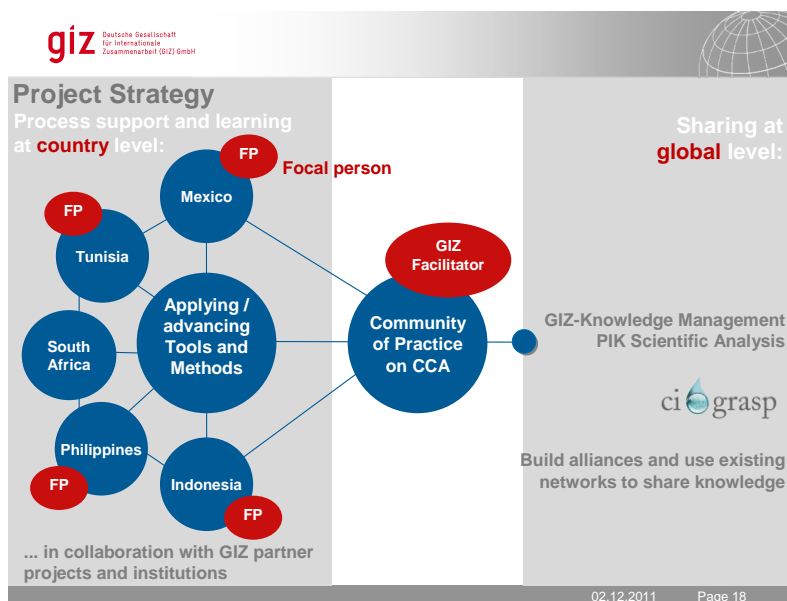 giz
Deutsche Gesellschaft
für Internationale
Zusammenarbeit (GIZ) GmbH
Project Strategy
Process support and learning
at country level:
Sharing at
global level:
FP
Focal person
Mexico
FP
Tunisia
GIZ
Facilitator
Applying /
advancing
Tools and
Methods
South
Africa
Community
of Practice
on CCA
GIZ-Knowledge Management
PIK Scientific Analysis
ci grasp
Philippines
FP
Indonesia
FP
Build alliances and use existing
networks to share knowledge
... in collaboration with GIZ partner
projects and institutions
02.12.2011 Page 18